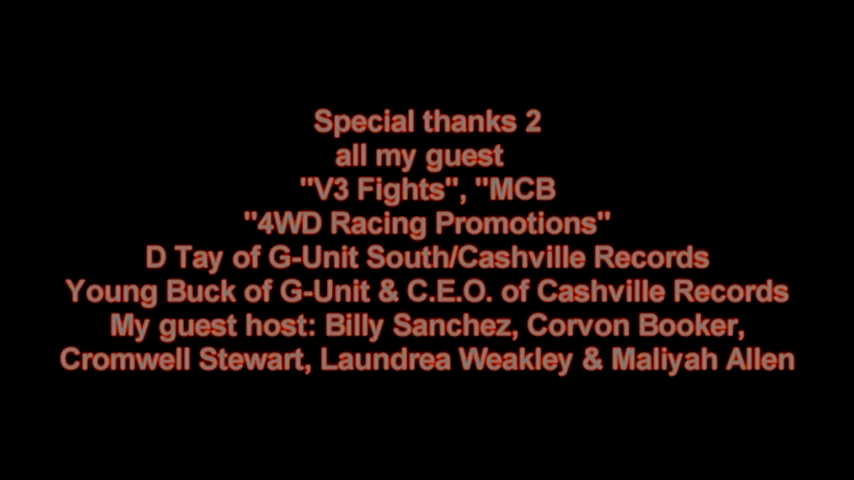 Special thanks 2
all my guest
"V3 Fights", "MCB
"4WD Racing Promotions"
D Tay of G-Unit South/Cashville Records
Young Buck of G-Unit & C.E.O. of Cashville Records
My guest host: Billy Sanchez, Corvon Booker,
Cromwell Stewart, Laundrea Weakley & Maliyah Allen